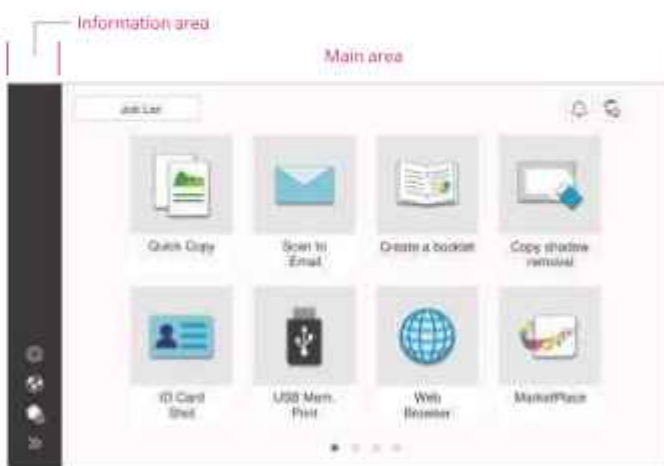 Information area
Main area
Job List
Quick Copy
Scan to
Email
Create a booklet
Copy shadow
removal
ID Card
Shot
USB Mem.
Print
Web
Browser
MarketPlace